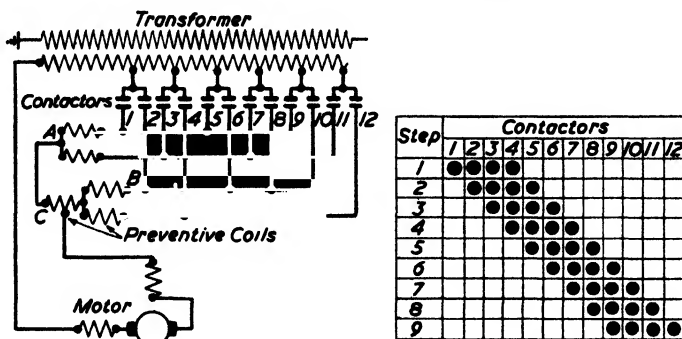 Transformer
Contactors
1 2 3 4 5 6 7 8 9 10 11 12
A
B
C
Preventive Coils
Motor
Step Contactors
1 2 3 4 5 6 7 8 9 10 11 12
1
2
3
4
5
6
7
8
9